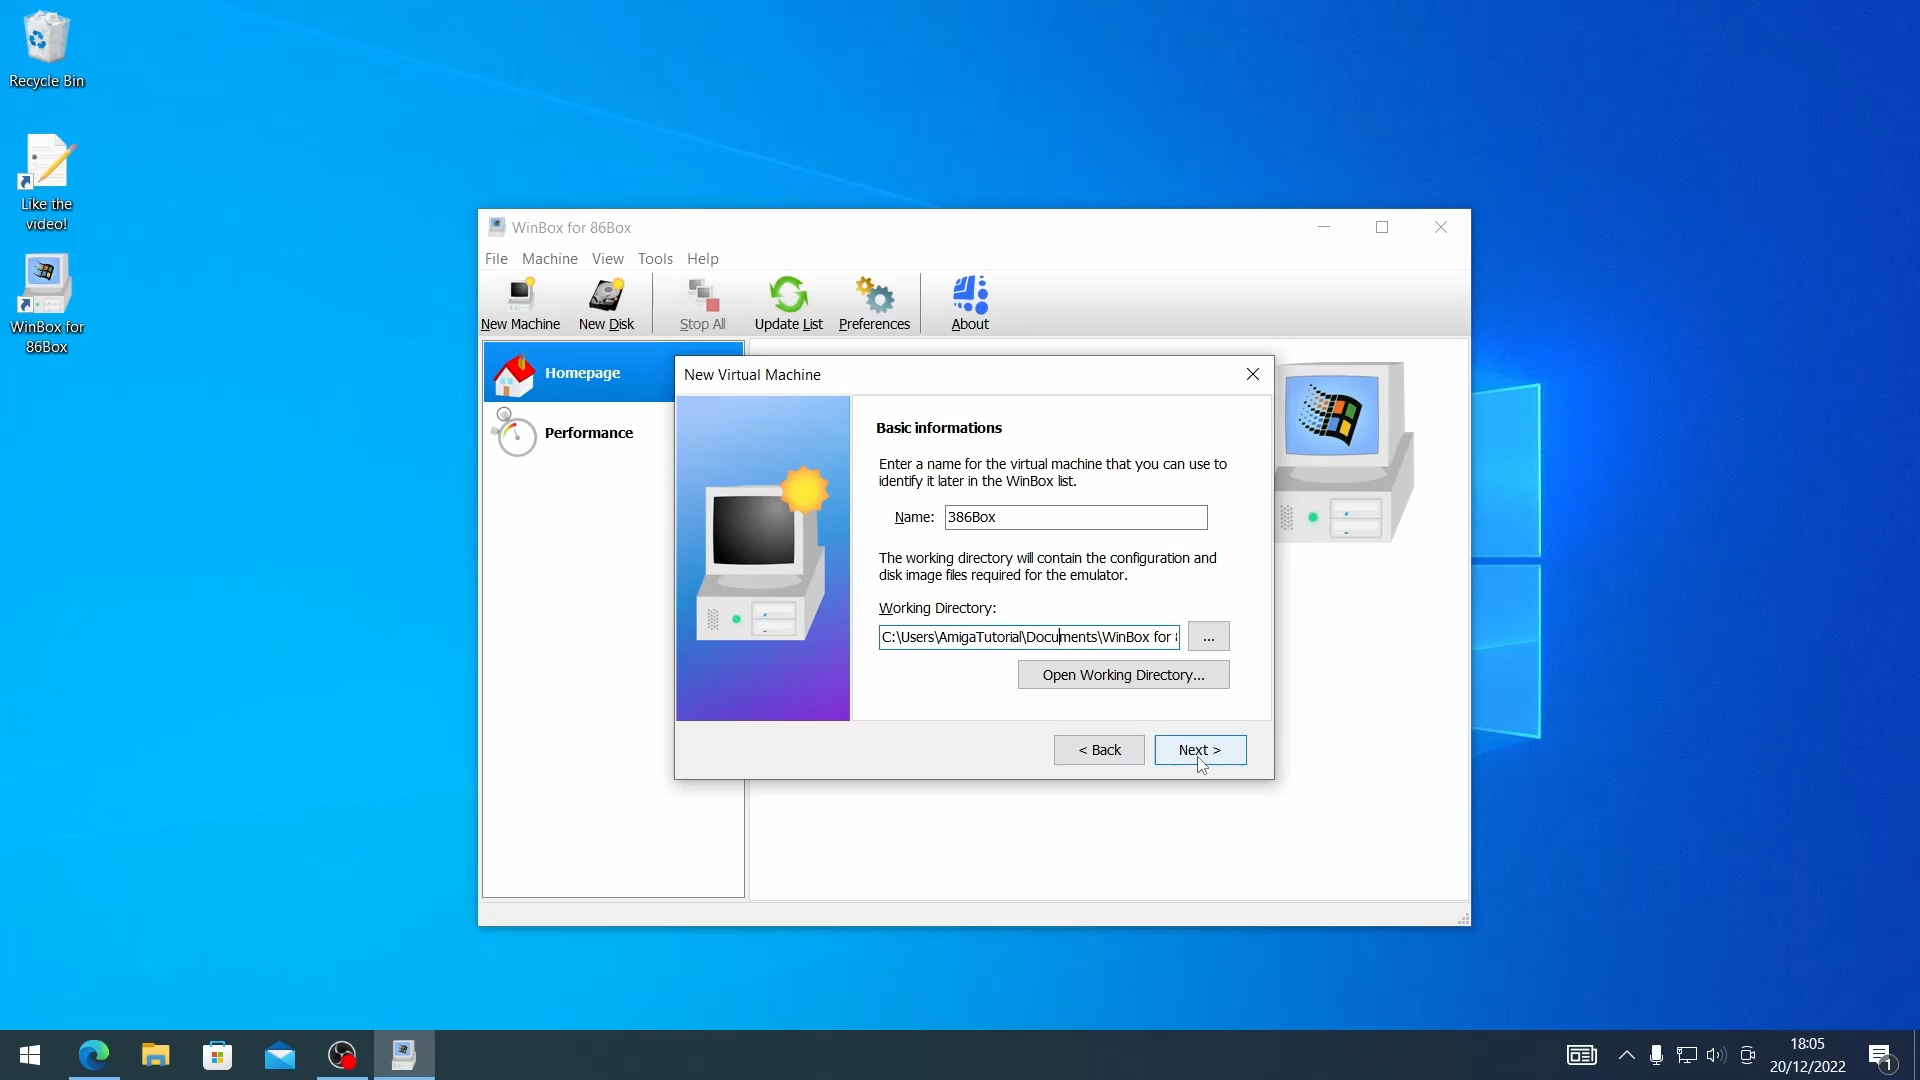 Recycle Bin
Like the
video!
WinBox for
86Box
WinBox for 86Box
File Machine View Tools Help
New Machine New Disk Stop All Update List Preferences About
Homepage
Performance
New Virtual Machine
Basic informations
Enter a name for the virtual machine that you can use to
identify it later in the WinBox list.
Name: 386Box
The working directory will contain the configuration and
disk image files required for the emulator.
Working Directory:
C:\Users\AmigaTutorial\Documents\WinBox for
...
Open Working Directory...
< Back Next >
18:05
20/12/2022
1